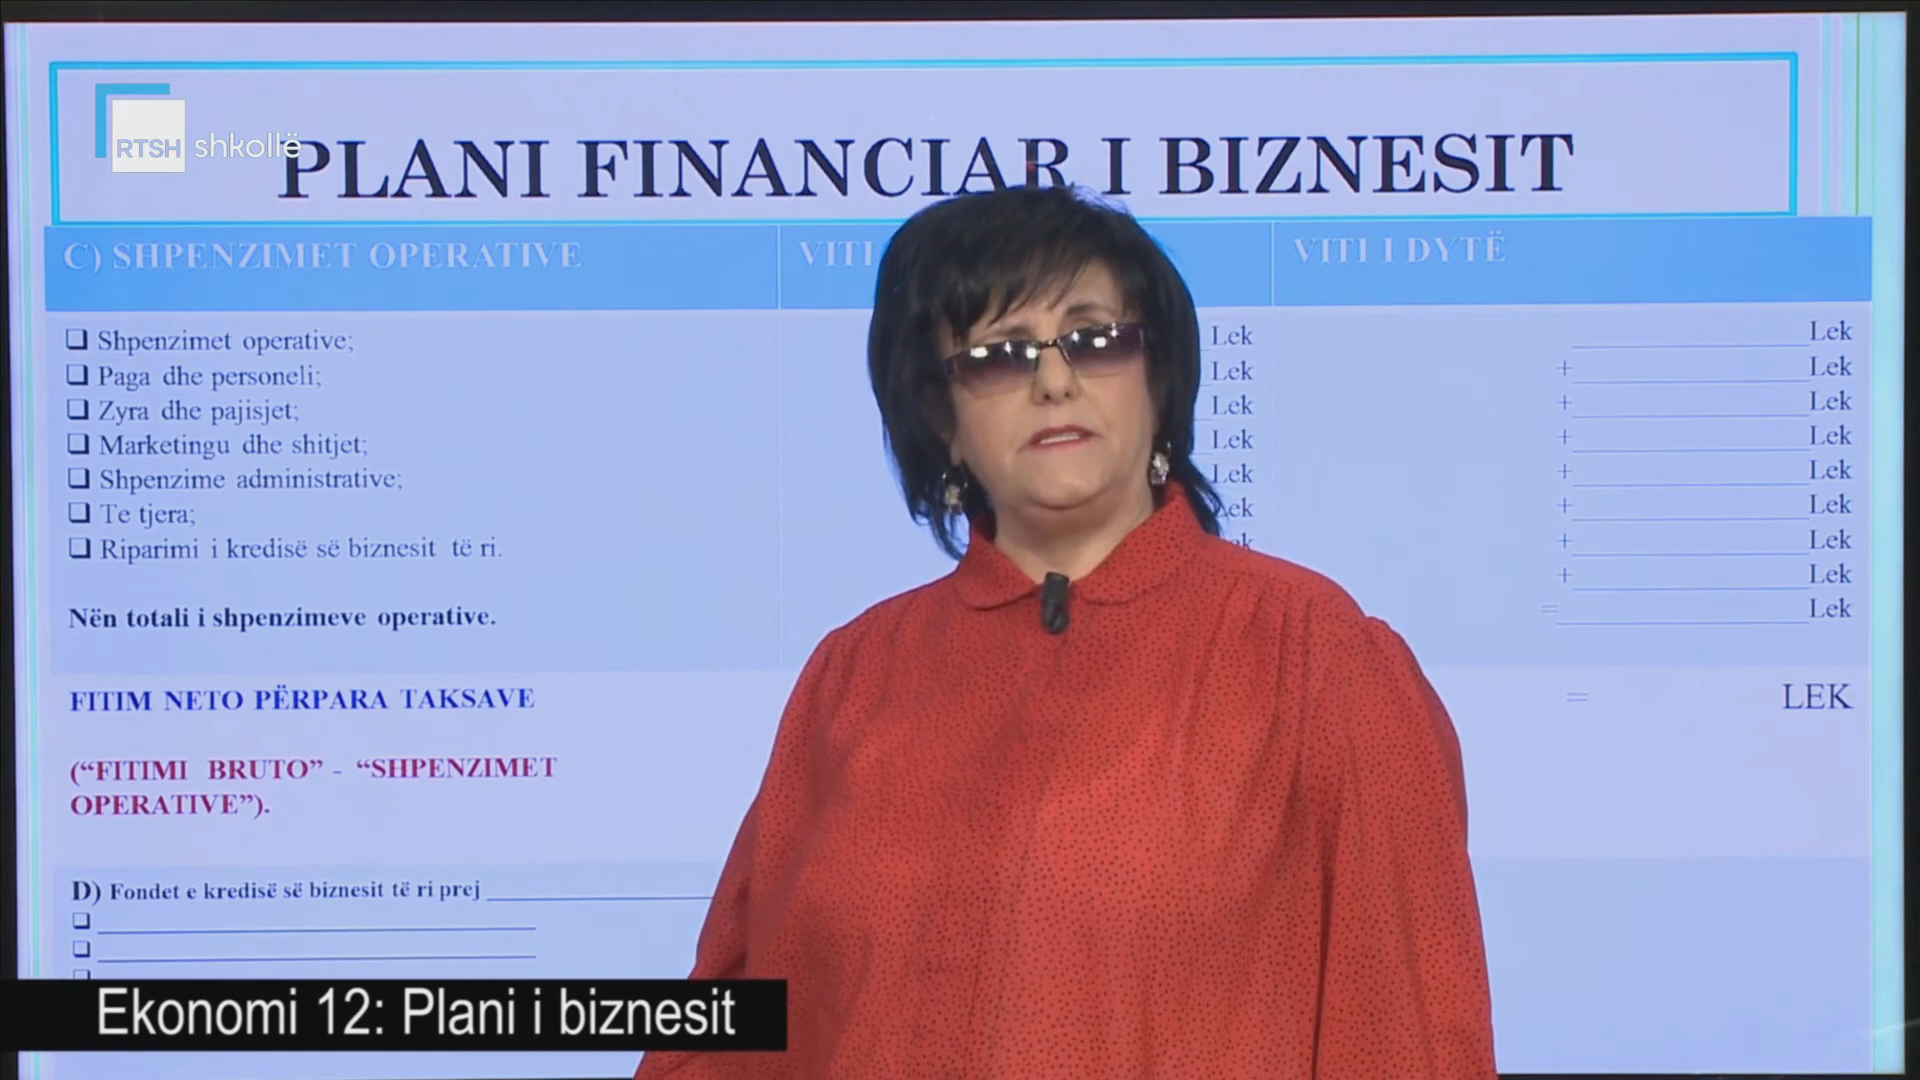 RTSH shkollë
PLANI FINANCIAR I BIZNESIT
C) SHPENZIMET OPERATIVE
VITI
VITI I DYTË
Shpenzimet operative;
Lek
Lek
Paga dhe personeli;
Lek
+ Lek
Zyra dhe pajisjet;
Lek
+ Lek
Marketingu dhe shitjet;
Lek
+ Lek
Shpenzime administrative;
Lek
+ Lek
Te tjera;
Lek
+ Lek
Riparimi i kredisë së biznesit të ri.
+ Lek
+ Lek
Nën totali i shpenzimeve operative.
= Lek
FITIM NETO PËRPARA TAKSAVE
= LEK
(“FITIMI BRUTO” - “SHPENZIMET
OPERATIVE”).
D) Fondet e kredisë së biznesit të ri prej
Ekonomi 12: Plani i biznesit